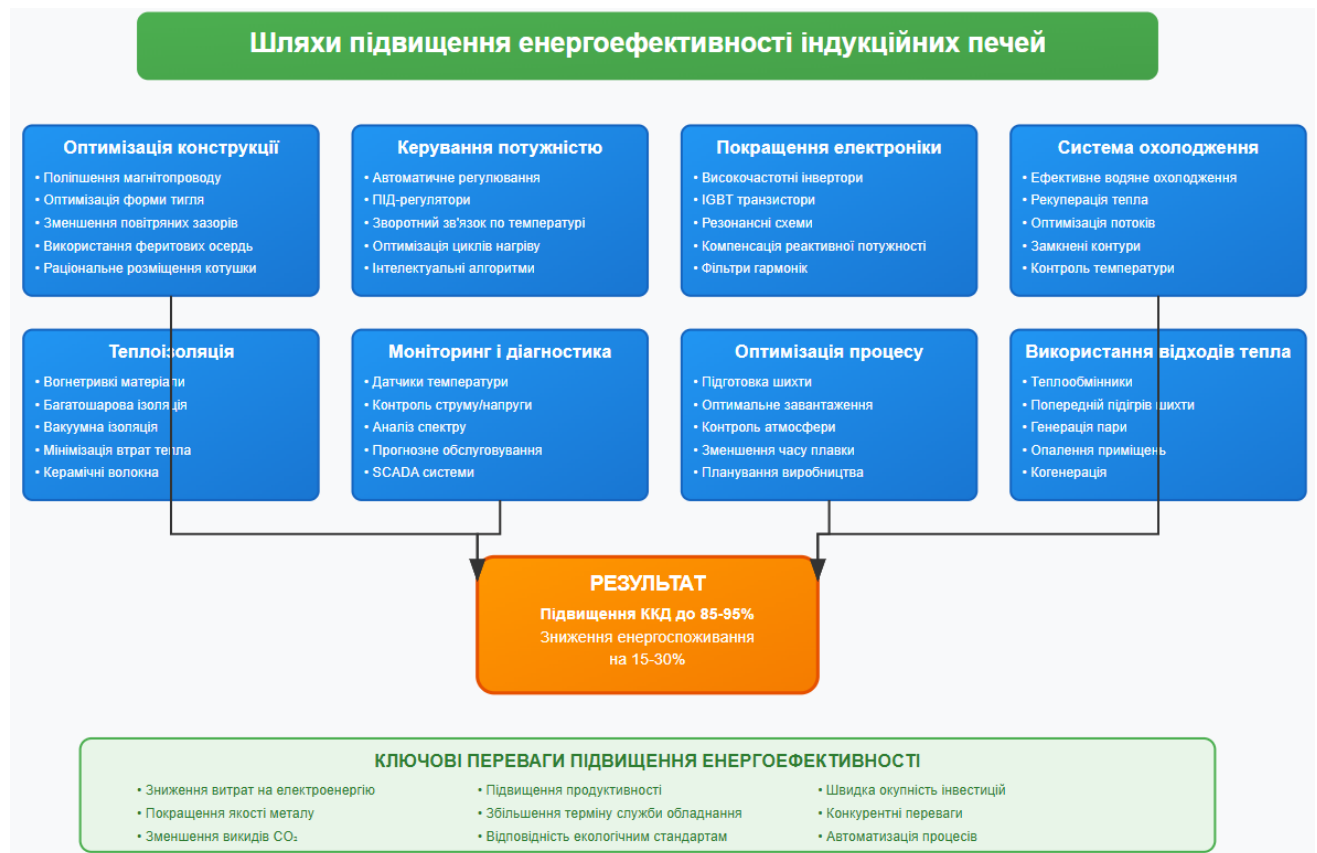 Шляхи підвищення енергоефективності індукційних печей
Оптимізація конструкції
• Поліпшення магнітопроводу
• Оптимізація форми тигля
• Зменшення повітряних зазорів
• Використання феритових осердь
• Раціональне розміщення котушки
Керування потужністю
• Автоматичне регулювання
• ПІД-регулятори
• Зворотний зв'язок по температурі
• Оптимізація циклів нагріву
• Інтелектуальні алгоритми
Покращення електроніки
• Високочастотні інвертори
• IGBT транзистори
• Резонансні схеми
• Компенсація реактивної потужності
• Фільтри гармонік
Система охолодження
• Ефективне водяне охолодження
• Рекуперація тепла
• Оптимізація потоків
• Замкнені контури
• Контроль температури
Теплоізоляція
• Вогнетривкі матеріали
• Багатошарова ізоляція
• Вакуумна ізоляція
• Мінімізація втрат тепла
• Керамічні волокна
Моніторинг і діагностика
• Датчики температури
• Контроль струму/напруги
• Аналіз спектру
• Прогнозне обслуговування
• SCADA системи
Оптимізація процесу
• Підготовка шихти
• Оптимальне завантаження
• Контроль атмосфери
• Зменшення часу плавки
• Планування виробництва
Використання відходів тепла
• Теплообмінники
• Попередній підігрів шихти
• Генерація пари
• Опалення приміщень
• Когенерація
РЕЗУЛЬТАТ
Підвищення ККД до 85-95%
Зниження енергоспоживання
на 15-30%
КЛЮЧОВІ ПЕРЕВАГИ ПІДВИЩЕННЯ ЕНЕРГОЕФЕКТИВНОСТІ
• Зниження витрат на електроенергію
• Покращення якості металу
• Зменшення викидів CO₂
• Підвищення продуктивності
• Збільшення терміну служби обладнання
• Відповідність екологічним стандартам
• Швидка окупність інвестицій
• Конкурентні переваги
• Автоматизація процесів